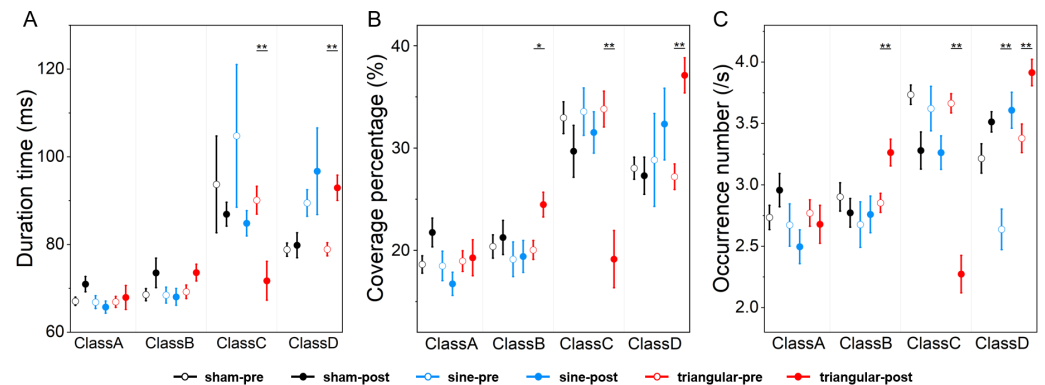 A
Duration time (ms)
120
100
80
60
**
**
ClassA ClassB ClassC ClassD
B
Coverage percentage (%)
40
30
20
*
**
**
ClassA ClassB ClassC ClassD
C
Occurrence number (/s)
4.0
3.5
3.0
2.5
2.0
**
**
**
**
ClassA ClassB ClassC ClassD
sham-pre sham-post sine-pre sine-post triangular-pre triangular-post